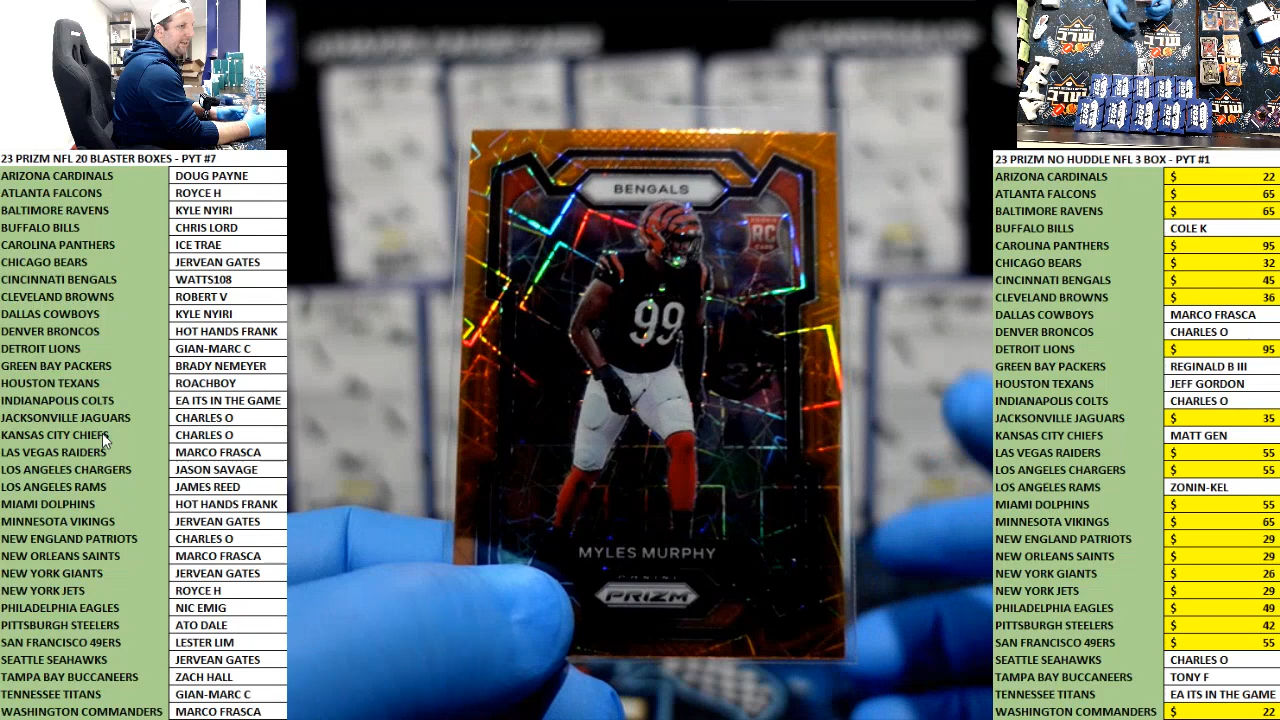 23 PRIZM NFL 20 BLASTER BOXES - PYT #7
ARIZONA CARDINALS DOUG PAYNE
ATLANTA FALCONS ROYCE H
BALTIMORE RAVENS KYLE NYIRI
BUFFALO BILLS CHRIS LORD
CAROLINA PANTHERS ICE TRAE
CHICAGO BEARS JERVEAN GATES
CINCINNATI BENGALS WATTS108
CLEVELAND BROWNS ROBERT V
DALLAS COWBOYS KYLE NYIRI
DENVER BRONCOS HOT HANDS FRANK
DETROIT LIONS GIAN-MARC C
GREEN BAY PACKERS BRADY NEMEYER
HOUSTON TEXANS ROACHBOY
INDIANAPOLIS COLTS EA ITS IN THE GAME
JACKSONVILLE JAGUARS CHARLES O
KANSAS CITY CHIEFS CHARLES O
LAS VEGAS RAIDERS MARCO FRASCA
LOS ANGELES CHARGERS JASON SAVAGE
LOS ANGELES RAMS JAMES REED
MIAMI DOLPHINS HOT HANDS FRANK
MINNESOTA VIKINGS JERVEAN GATES
NEW ENGLAND PATRIOTS CHARLES O
NEW ORLEANS SAINTS MARCO FRASCA
NEW YORK GIANTS JERVEAN GATES
NEW YORK JETS ROYCE H
PHILADELPHIA EAGLES NIC EMIG
PITTSBURGH STEELERS ATO DALE
SAN FRANCISCO 49ERS LESTER LIM
SEATTLE SEAHAWKS JERVEAN GATES
TAMPA BAY BUCCANEERS ZACH HALL
TENNESSEE TITANS GIAN-MARC C
WASHINGTON COMMANDERS MARCO FRASCA
BENGALS
ROOKIE
RC
CARD
99
MYLES MURPHY
PANINI
PRIZM
23 PRIZM NO HUDDLE NFL 3 BOX - PYT #1
ARIZONA CARDINALS $ 22
ATLANTA FALCONS $ 65
BALTIMORE RAVENS $ 65
BUFFALO BILLS COLE K
CAROLINA PANTHERS $ 95
CHICAGO BEARS $ 32
CINCINNATI BENGALS $ 45
CLEVELAND BROWNS $ 36
DALLAS COWBOYS MARCO FRASCA
DENVER BRONCOS CHARLES O
DETROIT LIONS $ 95
GREEN BAY PACKERS REGINALD B III
HOUSTON TEXANS JEFF GORDON
INDIANAPOLIS COLTS CHARLES O
JACKSONVILLE JAGUARS $ 35
KANSAS CITY CHIEFS MATT GEN
LAS VEGAS RAIDERS $ 55
LOS ANGELES CHARGERS $ 55
LOS ANGELES RAMS ZONIN-KEL
MIAMI DOLPHINS $ 55
MINNESOTA VIKINGS $ 65
NEW ENGLAND PATRIOTS $ 29
NEW ORLEANS SAINTS $ 29
NEW YORK GIANTS $ 26
NEW YORK JETS $ 29
PHILADELPHIA EAGLES $ 49
PITTSBURGH STEELERS $ 42
SAN FRANCISCO 49ERS $ 55
SEATTLE SEAHAWKS CHARLES O
TAMPA BAY BUCCANEERS TONY F
TENNESSEE TITANS EA ITS IN THE GAME
WASHINGTON COMMANDERS $ 22